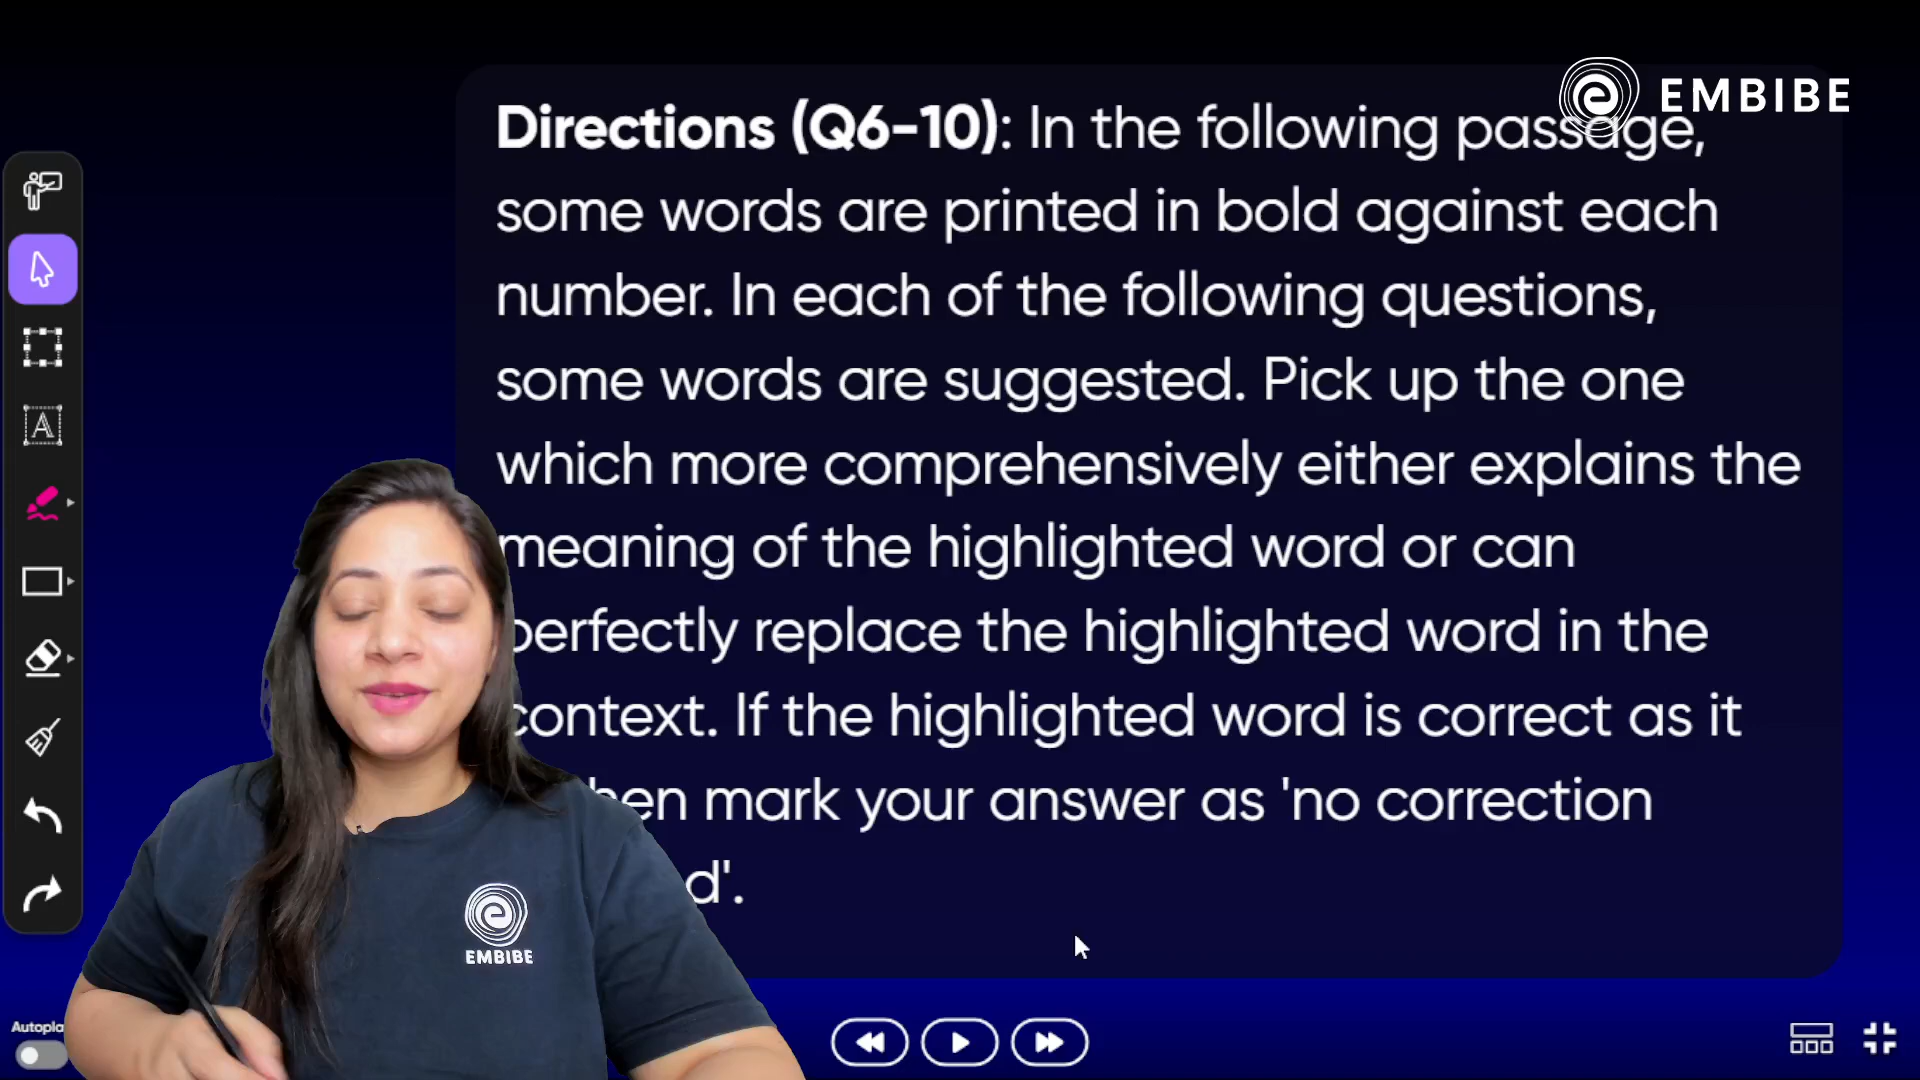 EMBIBE
Directions (Q6-10): In the following passage,
some words are printed in bold against each
number. In each of the following questions,
some words are suggested. Pick up the one
which more comprehensively either explains the
meaning of the highlighted word or can
perfectly replace the highlighted word in the
context. If the highlighted word is correct as it
then mark your answer as 'no correction
d'.
EMBIBE
Autopla